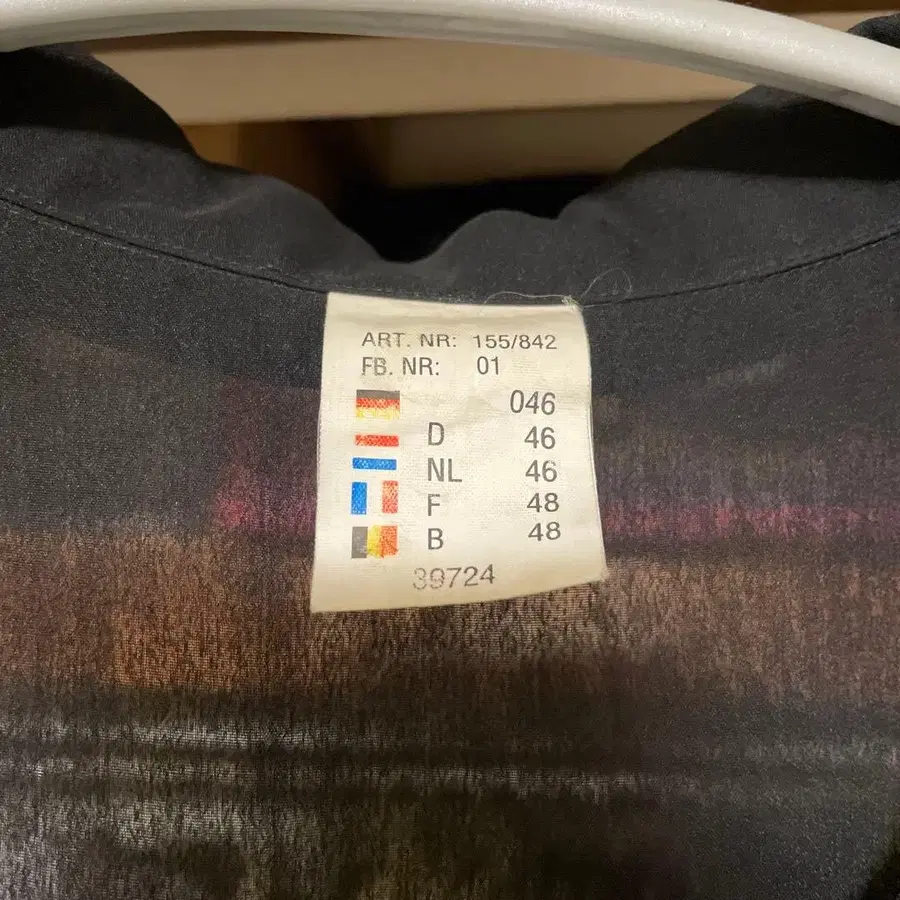 ART. NR: 155/842
FB. NR: 01
046
D 46
NL 46
F 48
B 48
39724